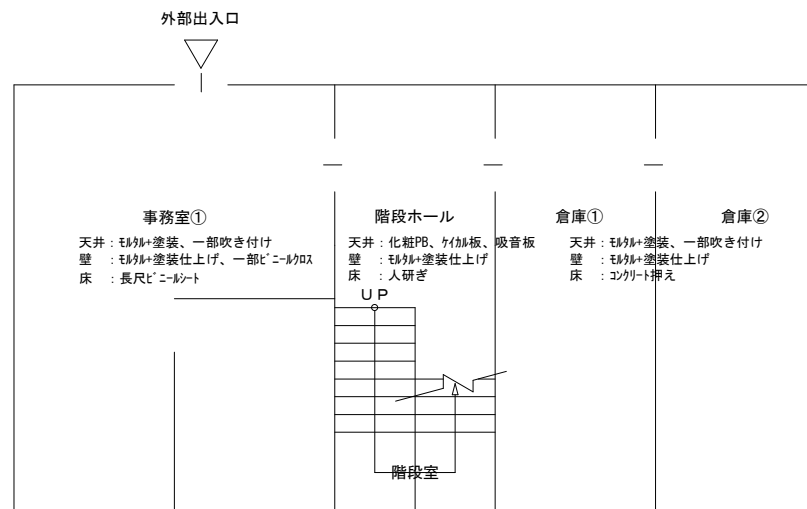 外部出入口
事務室①
天井：ﾓﾙﾀﾙ+塗装、一部吹き付け
壁　：ﾓﾙﾀﾙ+塗装仕上げ、一部ﾋﾞﾆｰﾙｸﾛｽ
床　：長尺ﾋﾞﾆｰﾙｼｰﾄ
階段ホール
天井：化粧PB、ｹｲｶﾙ板、吸音板
壁　：ﾓﾙﾀﾙ+塗装仕上げ
床　：人研ぎ
倉庫①
倉庫②
天井：ﾓﾙﾀﾙ+塗装、一部吹き付け
壁　：ﾓﾙﾀﾙ+塗装仕上げ
床　：ｺﾝｸﾘｰﾄ押え
ＵＰ
階段室